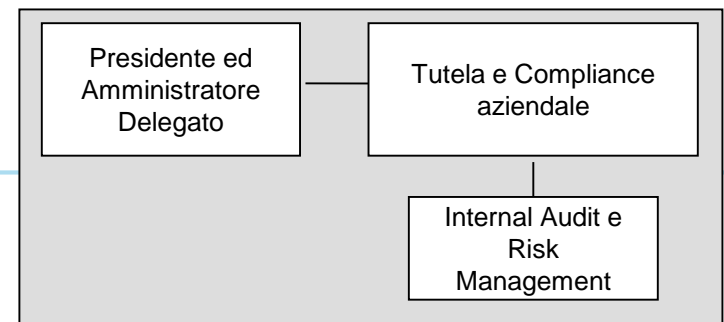 Presidente ed
Amministratore
Delegato
Tutela e Compliance
aziendale
Internal Audit e
Risk
Management